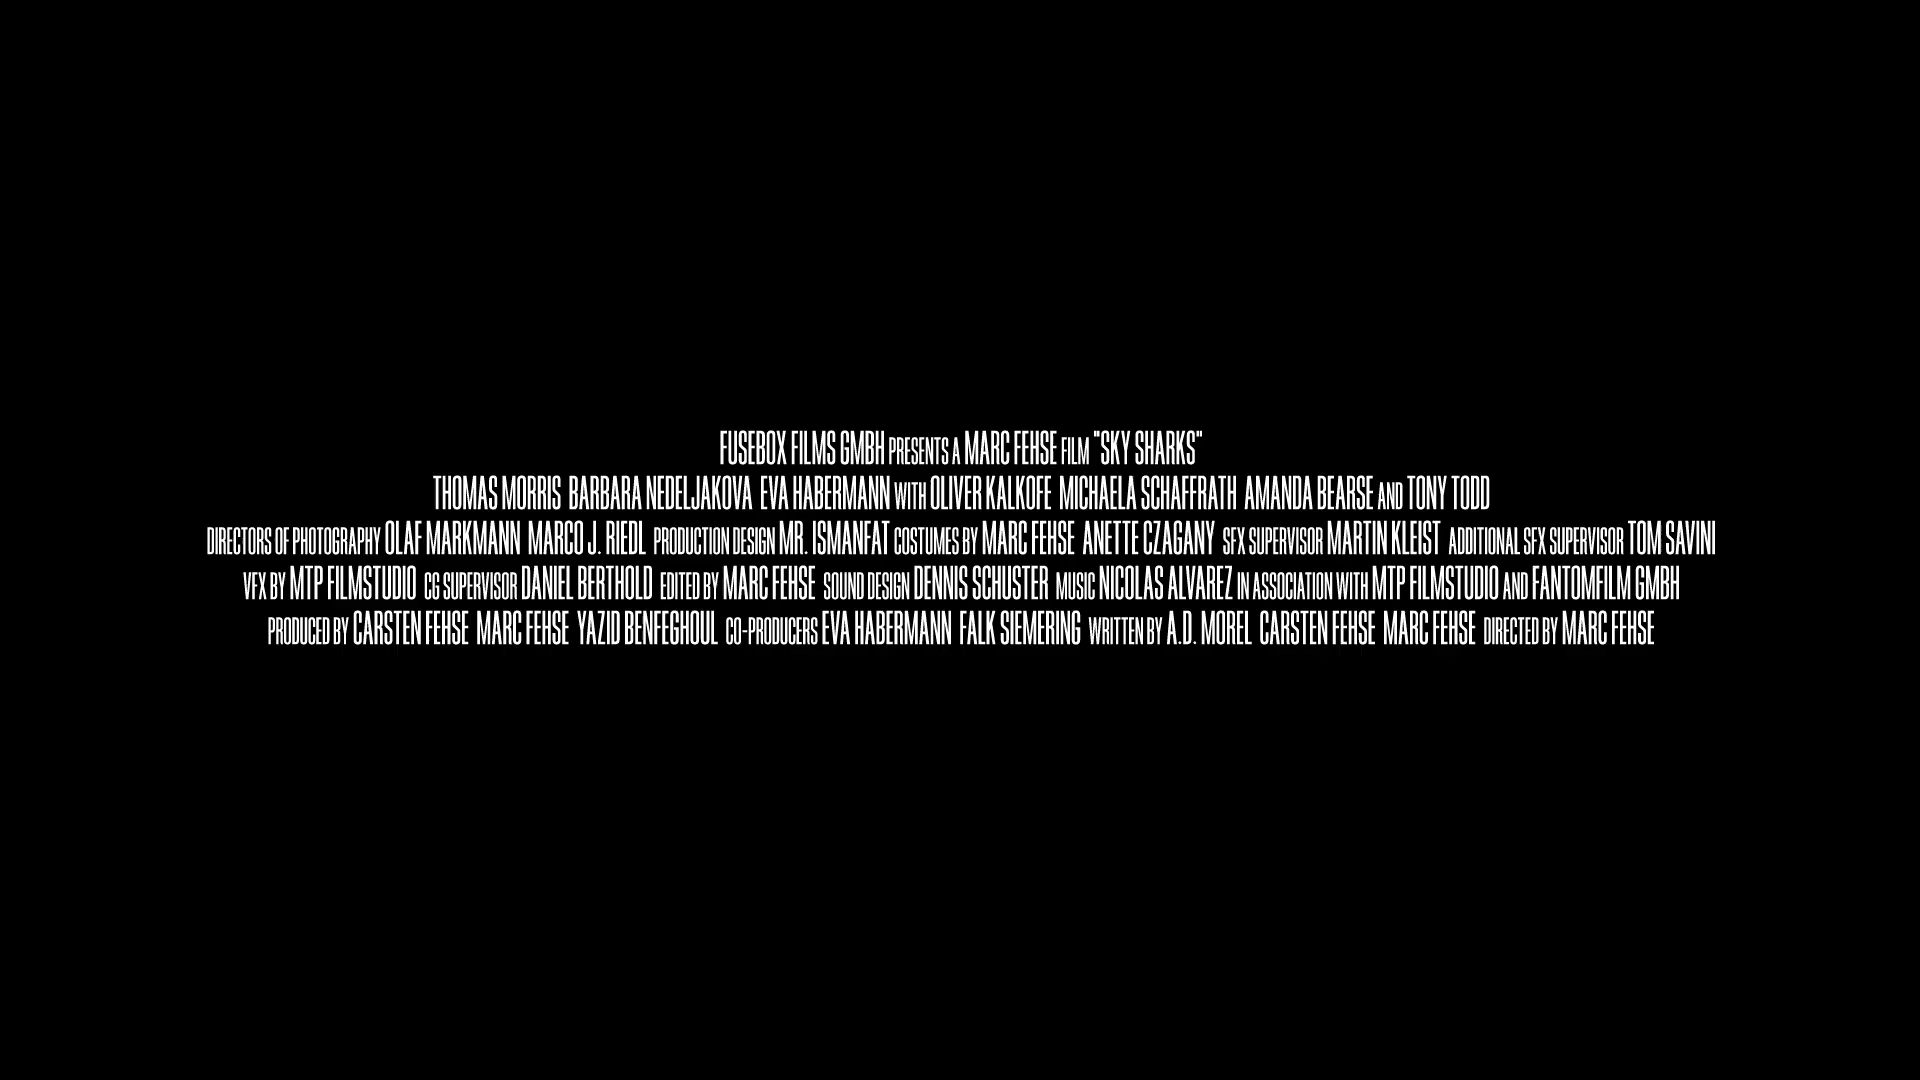 FUSEBOX FILMS GMBH PRESENTS A MARC FEHSE FILM "SKY SHARKS"
THOMAS MORRIS BARBARA NEDELJAKOVA EVA HABERMANN WITH OLIVER KALKOFE MICHAELA SCHAFFRATH AMANDA BEARSE AND TONY TODD
DIRECTORS OF PHOTOGRAPHY OLAF MARKMANN MARCO J. RIEDL PRODUCTION DESIGN MR. ISMANFAT COSTUMES BY MARC FEHSE ANETTE CZAGANY SFX SUPERVISOR MARTIN KLEIST ADDITIONAL SFX SUPERVISOR TOM SAVINI
VFX BY MTP FILMSTUDIO CG SUPERVISOR DANIEL BERTHOLD EDITED BY MARC FEHSE SOUND DESIGN DENNIS SCHUSTER MUSIC NICOLAS ALVAREZ IN ASSOCIATION WITH MTP FILMSTUDIO AND FANTOMFILM GMBH
PRODUCED BY CARSTEN FEHSE MARC FEHSE YAZID BENFEGHOUL CO-PRODUCERS EVA HABERMANN FALK SIEMERING WRITTEN BY A.D. MOREL CARSTEN FEHSE MARC FEHSE DIRECTED BY MARC FEHSE